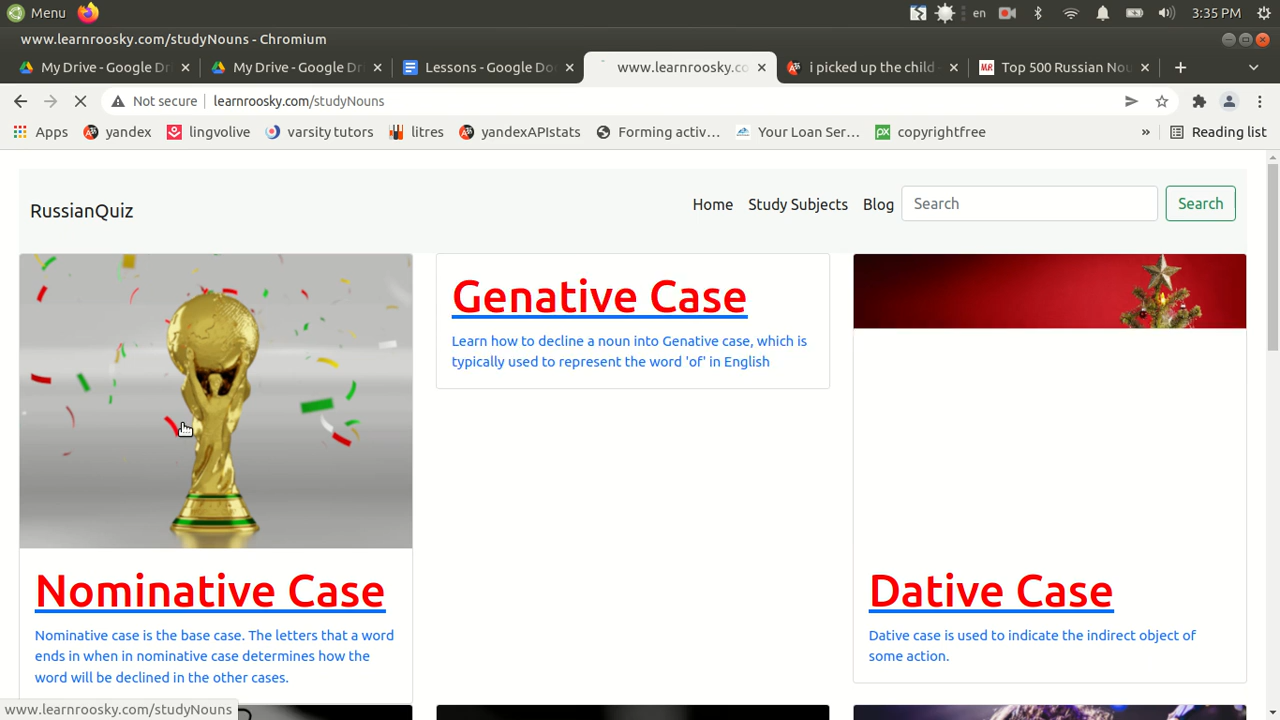 Menu
en
3:35 PM
www.learnroosky.com/studyNouns - Chromium
My Drive - Google Dr
My Drive - Google Dr
Lessons - Google Doc
www.learnroosky.co
i picked up the child -
Top 500 Russian Nou
Not secure
learnroosky.com/studyNouns
Apps
yandex
lingvolive
varsity tutors
litres
yandexAPIstats
Forming activ...
Your Loan Ser...
copyrightfree
»
Reading list
RussianQuiz
Home
Study Subjects
Blog
Search
Search
Genative Case
Learn how to decline a noun into Genative case, which is
typically used to represent the word 'of' in English
Nominative Case
Nominative case is the base case. The letters that a word
ends in when in nominative case determines how the
word will be declined in the other cases.
Dative Case
Dative case is used to indicate the indirect object of
some action.
www.learnroosky.com/studyNouns